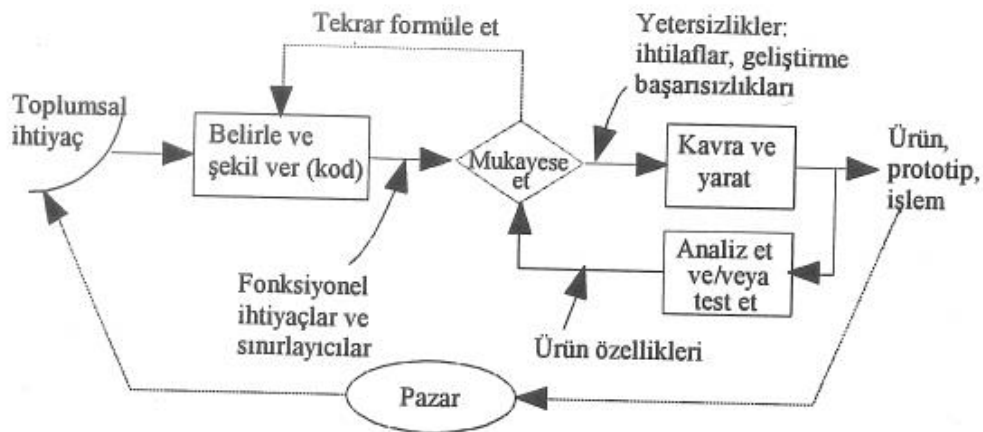 Tekrar formüle et
Yetersizlikler:
ihtilaflar, geliştirme
başarısızlıkları
Toplumsal
ihtiyaç
Belirle ve
şekil ver (kod)
Mukayese
et
Kavra ve
yarat
Ürün,
prototip,
işlem
Analiz et
ve/veya
test et
Fonksiyonel
ihtiyaçlar ve
sınırlayıcılar
Ürün özellikleri
Pazar